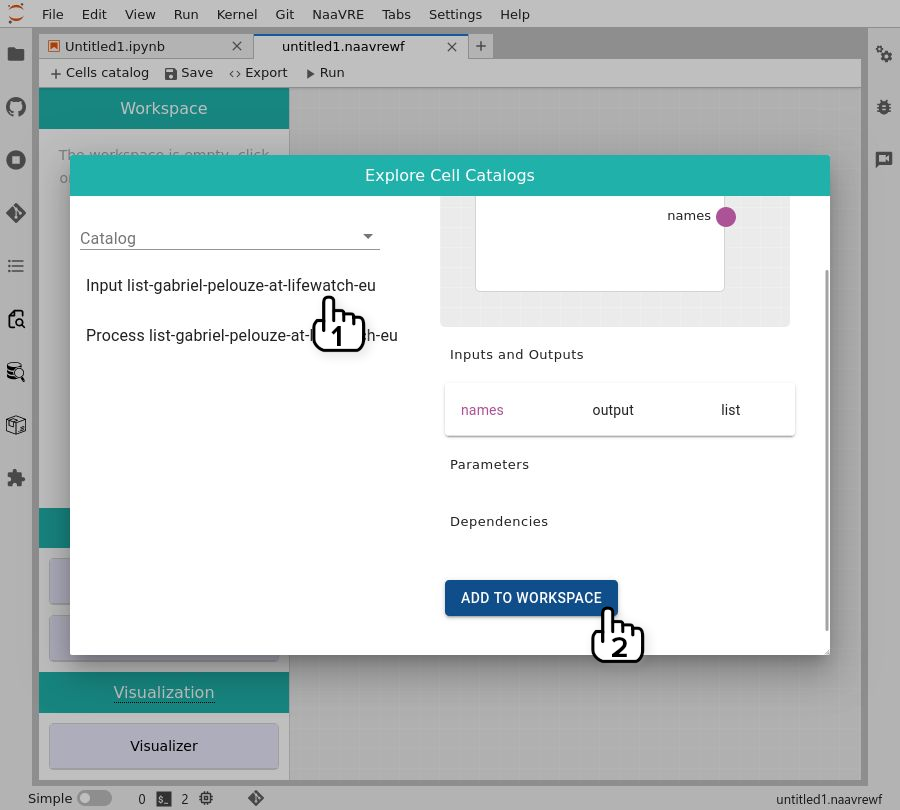 File Edit View Run Kernel Git NaaVRE Tabs Settings Help
Untitled1.ipynb
untitled1.naavrewf
Cells catalog Save Export Run
Workspace
The workspace is empty, click
Explore Cell Catalogs
Catalog
Input list-gabriel-pelouze-at-lifewatch-eu
1
Process list-gabriel-pelouze-at-
h-eu
names
Inputs and Outputs
names output list
Parameters
Dependencies
ADD TO WORKSPACE
2
Visualization
Visualizer
Simple 0 2 untitled1.naavrewf